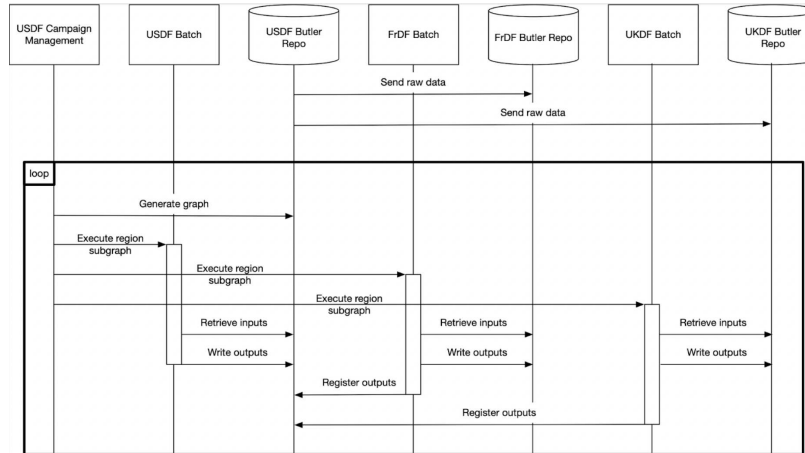 USDF Campaign
Management
USDF Batch
USDF Butler
Repo
FrDF Batch
FrDF Butler Repo
UKDF Batch
UKDF Butler
Repo
Send raw data
Send raw data
loop
Generate graph
Execute region
subgraph
Execute region
subgraph
Execute region
subgraph
Retrieve inputs
Retrieve inputs
Retrieve inputs
Write outputs
Write outputs
Write outputs
Register outputs
Register outputs